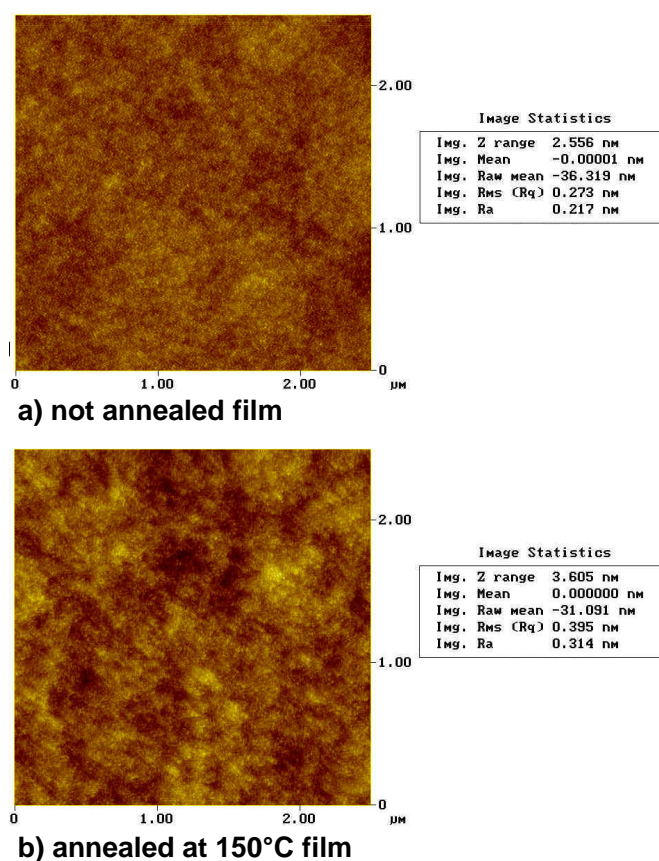 2.00
Image Statistics
Img. Z range 2.556 nm
Img. Mean -0.00001 nm
Img. Raw mean -36.319 nm
Img. Rms (Rq) 0.273 nm
Img. Ra 0.217 nm
1.00
0
0 1.00 2.00 µm
a) not annealed film
2.00
Image Statistics
Img. Z range 3.605 nm
Img. Mean 0.000000 nm
Img. Raw mean -31.091 nm
Img. Rms (Rq) 0.395 nm
Img. Ra 0.314 nm
1.00
0
0 1.00 2.00 µm
b) annealed at 150°C film